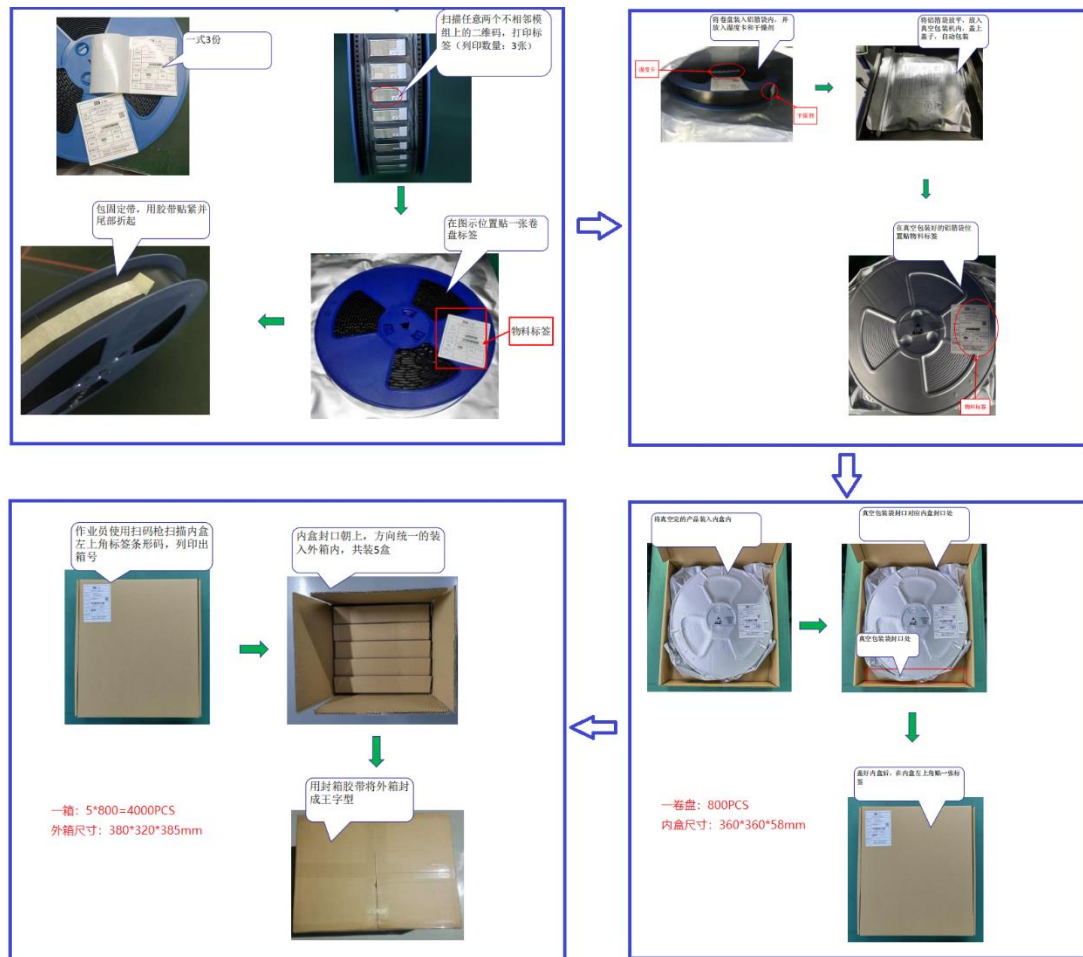 一式3份
扫描任意两个不相邻模
组上的二维码，打印标
签（列印数量：3张）
包固定带，用胶带贴紧并
尾部折起
在图示位置贴一张卷
盘标签
物料标签
将卷盘装入铝箔袋内，并
放入湿度卡和干燥剂
湿度卡
干燥剂
将铝箔袋放平，放入
真空包装机内，盖上
盖子，自动包装
在真空包装好的铝箔袋位
置贴物料标签
物料标签
将真空完的产品装入内盒内
真空包装袋封口对应内盒封口处
真空包装袋封口处
盖好内盒后，在内盒左上角贴一张标
签
一卷盘：800PCS
内盒尺寸：360*360*58mm
作业员使用扫码枪扫描内盒
左上角标签条形码，列印出
箱号
内盒封口朝上，方向统一的装
入外箱内，共装5盒
用封箱胶带将外箱封
成王字型
一箱：5*800=4000PCS
外箱尺寸：380*320*385mm